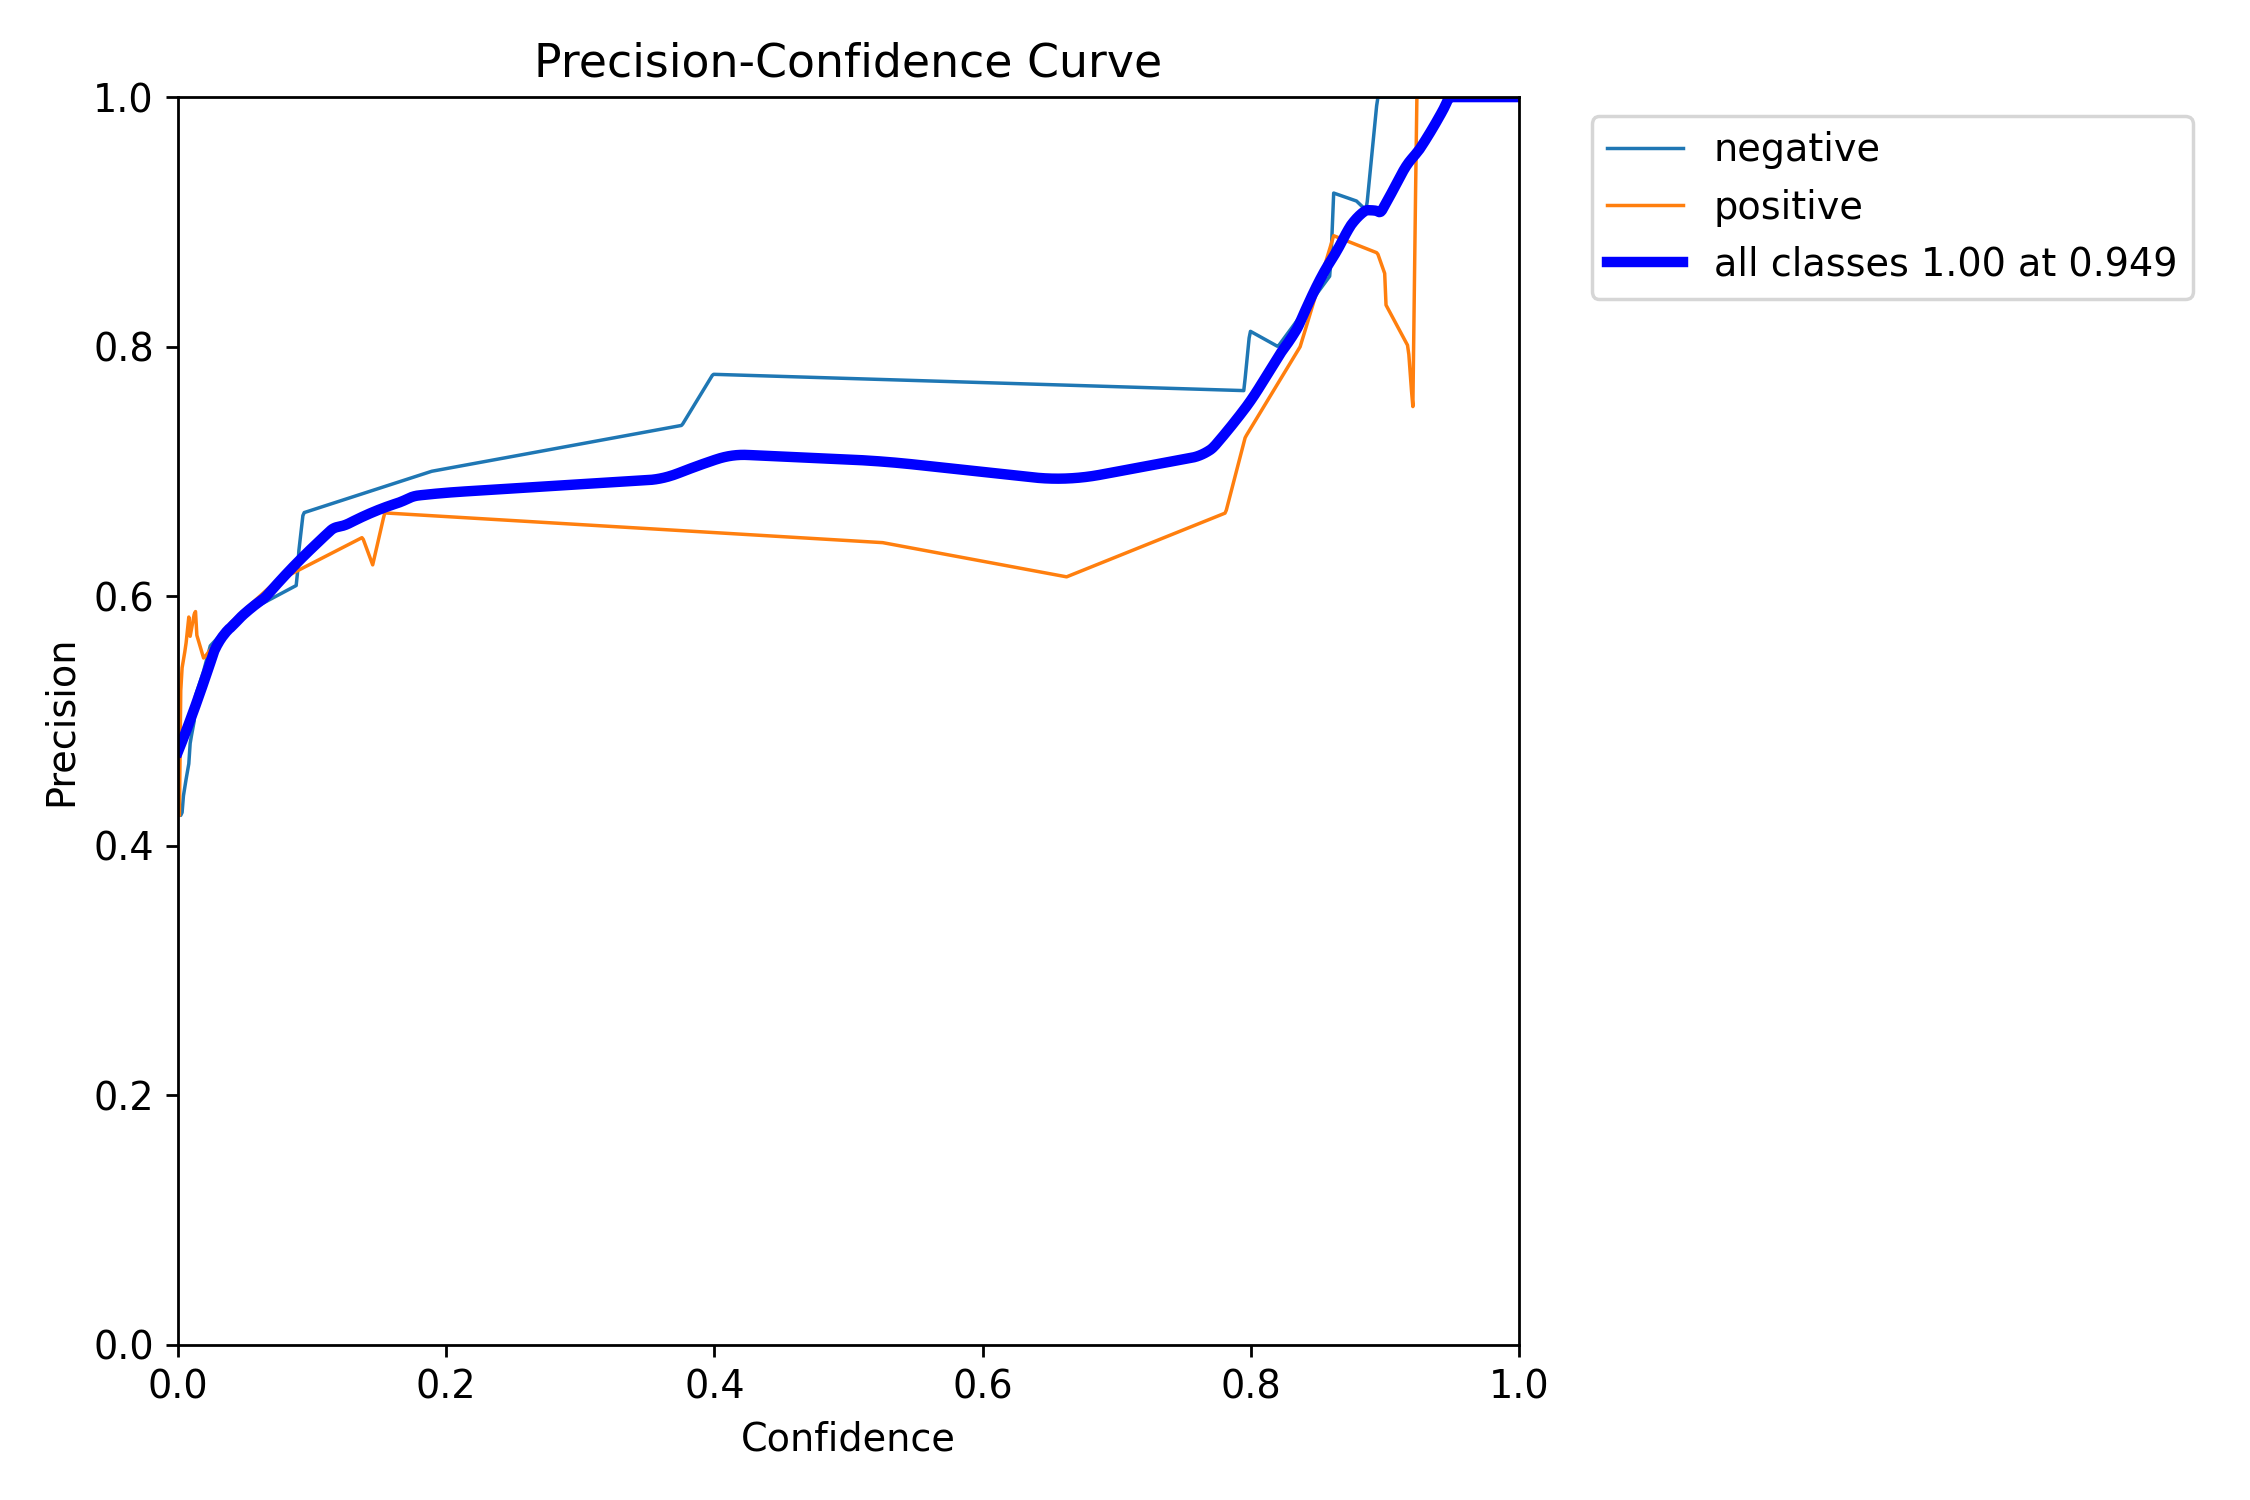 Precision-Confidence Curve
1.0
0.8
0.6
0.4
0.2
0.0
Precision
0.0 0.2 0.4 0.6 0.8 1.0
Confidence
negative
positive
all classes 1.00 at 0.949